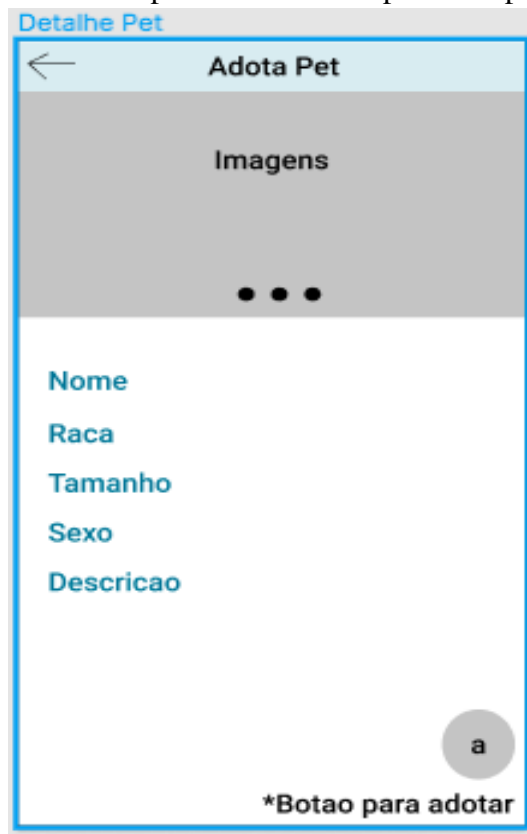 Detalhe Pet
Adota Pet
Imagens
Nome
Raca
Tamanho
Sexo
Descricao
a
*Botao para adotar